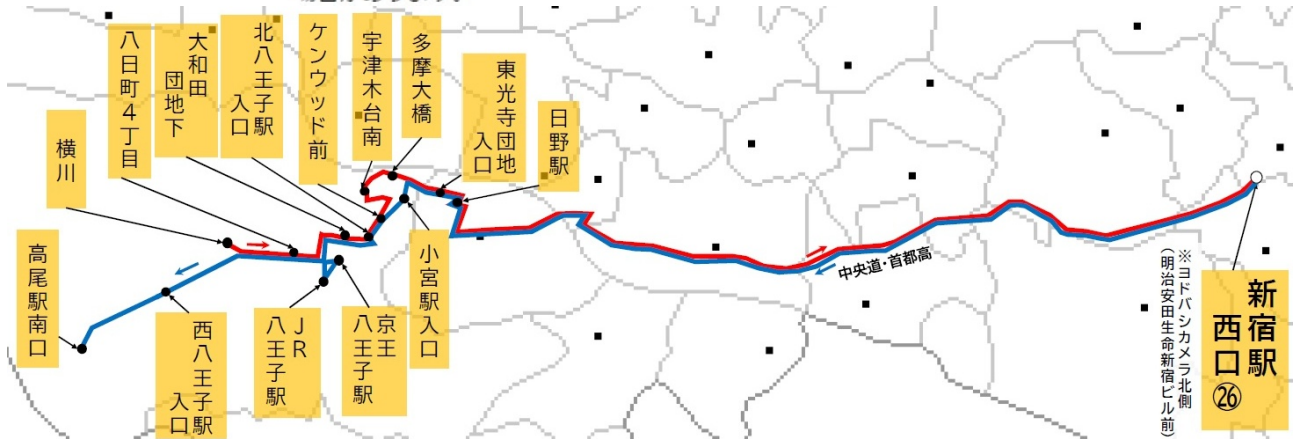 八日町4丁目
大和田
団地下
北八王子駅
入口
ケンウッド前
宇津木台南
多摩大橋
東光寺団地
入口
日野駅
横川
高尾駅南口
西八王子駅
入口
JR
八王子駅
京王
八王子駅
小宮駅入口
中央道・首都高
新宿駅
西口㉖
※ヨドバシカメラ北側
(明治安田生命新宿ビル前)